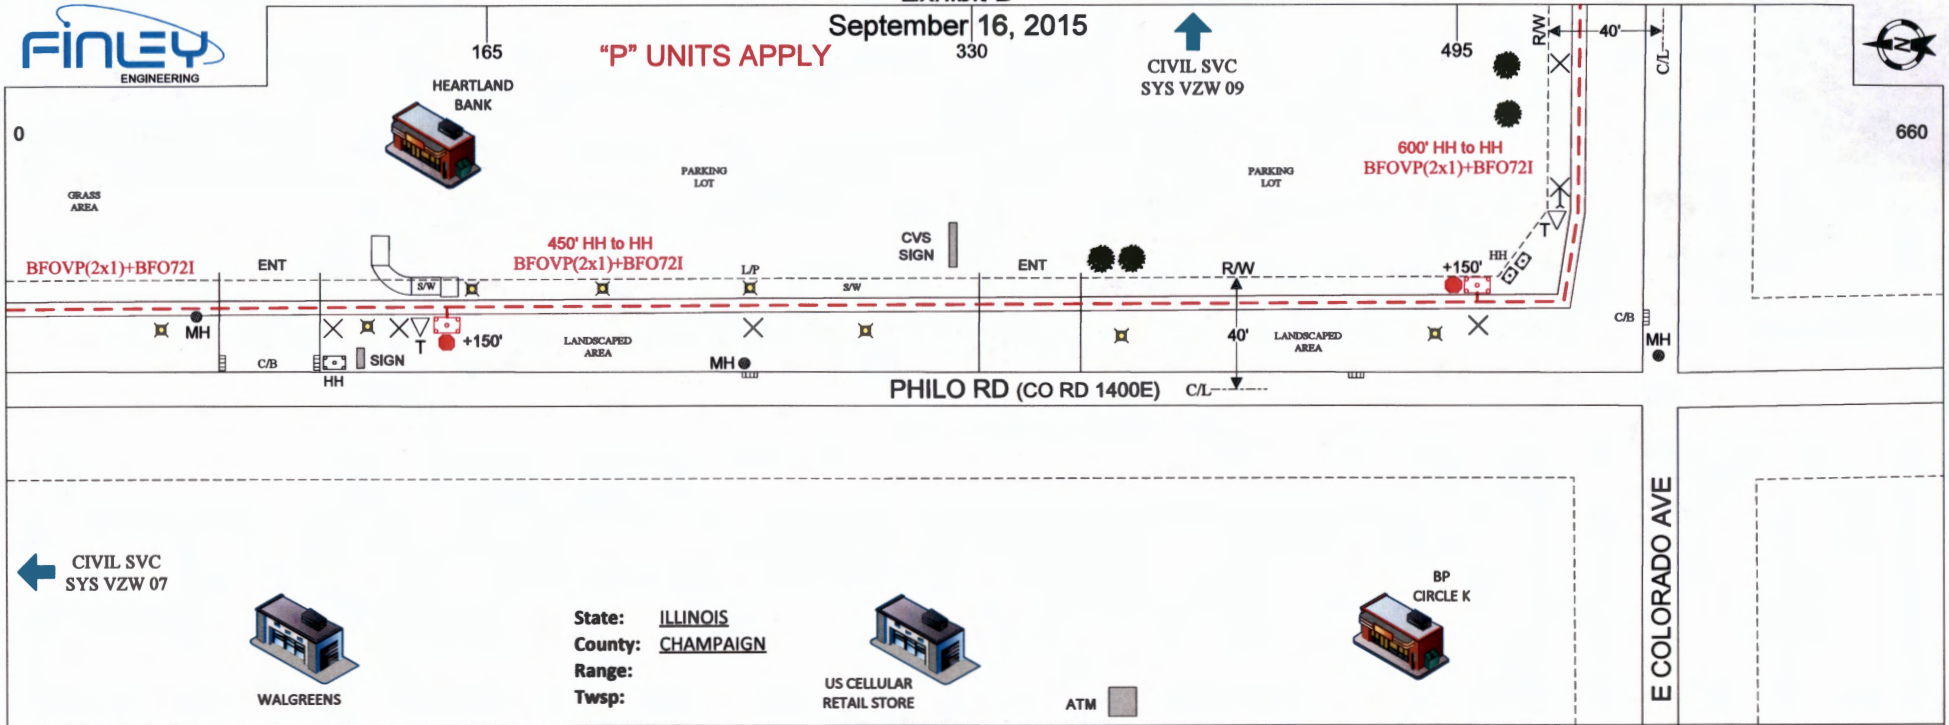 Exhibit B
September 16, 2015
FINLEY
ENGINEERING
165
"P" UNITS APPLY
330
495
R/W
40'
C/L
N
CIVIL SVC
SYS VZW 09
HEARTLAND
BANK
0
660
600' HH to HH
BFOVP(2x1)+BFO72I
PARKING
LOT
PARKING
LOT
GRASS
AREA
T
CVS
SIGN
450' HH to HH
BFOVP(2x1)+BFO72I
BFOVP(2x1)+BFO72I
ENT
L/P
ENT
R/W
+150'
HH
S/W
S/W
MH
T
+150'
LANDSCAPED
AREA
40'
LANDSCAPED
AREA
C/B
MH
C/B
SIGN
HH
MH
PHILO RD (CO RD 1400E)
C/L
E COLORADO AVE
CIVIL SVC
SYS VZW 07
BP
CIRCLE K
State: ILLINOIS
County: CHAMPAIGN
Range:
Twsp:
WALGREENS
US CELLULAR
RETAIL STORE
ATM